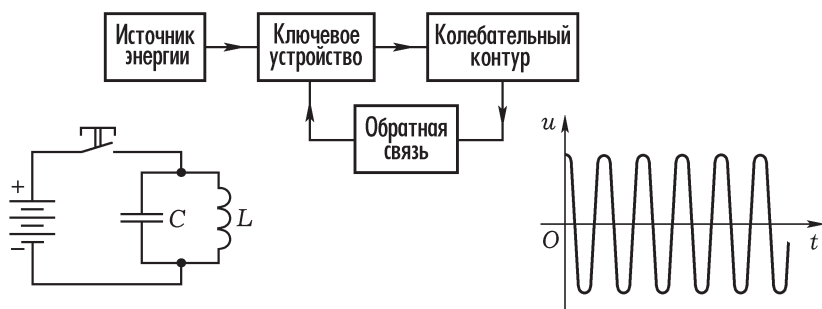 Источник
энергии
Ключевое
устройство
Колебательный
контур
Обратная
связь
+
−
C
L
u
O
t